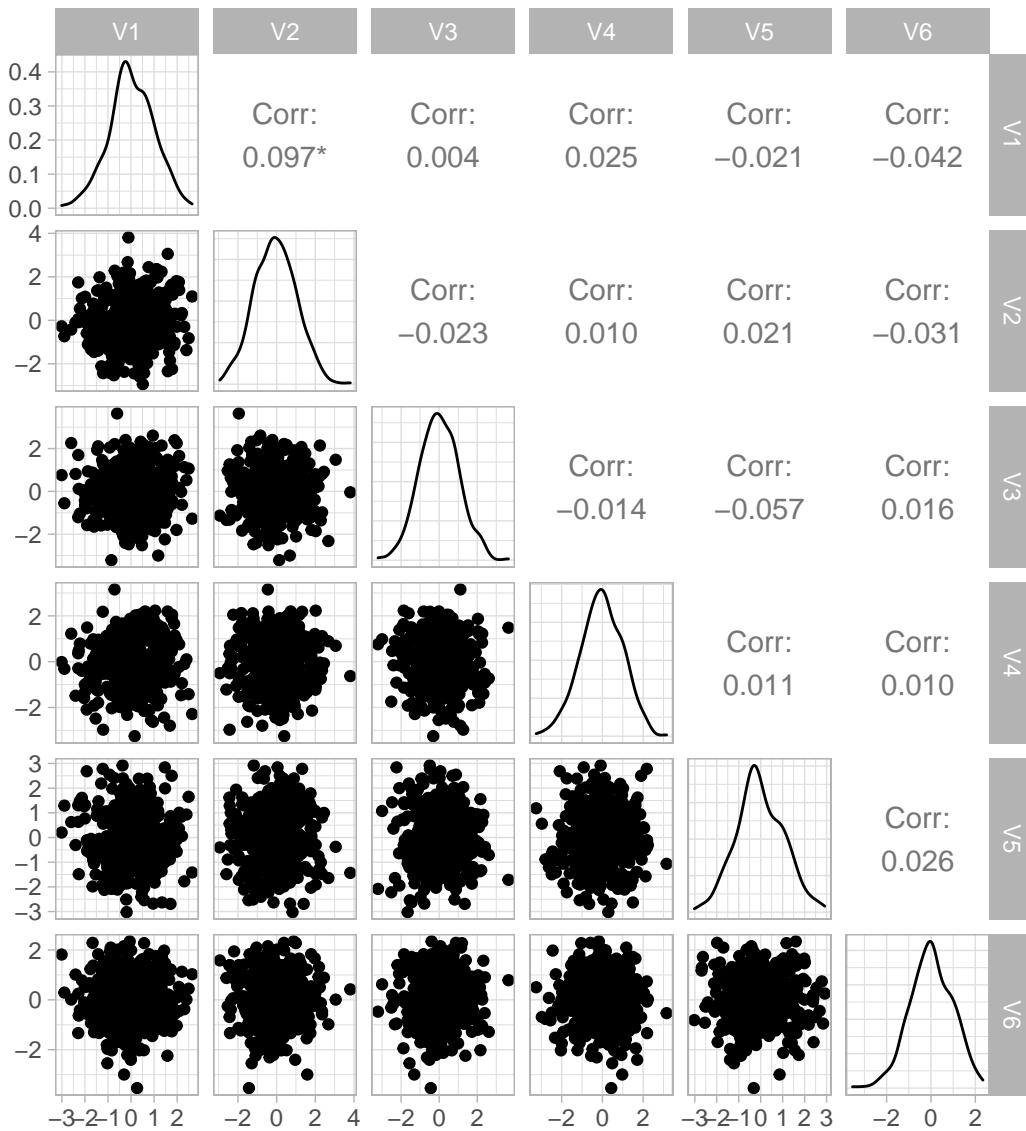 V1 V2 V3 V4 V5 V6
0.4
0.3
0.2
0.1
0.0
Corr: Corr: Corr: Corr: Corr:
0.097* 0.004 0.025 −0.021 −0.042
V1
4
2
0
−2
Corr: Corr: Corr: Corr:
−0.023 0.010 0.021 −0.031
V2
2
0
−2
Corr: Corr: Corr:
−0.014 −0.057 0.016
V3
2
0
−2
Corr: Corr:
0.011 0.010
V4
3
2
1
0
−1
−2
−3
Corr:
0.026
V5
2
0
−2
V6
−3 −2 −1 0 1 2 −2 0 2 4 −2 0 2 −2 0 2 −3 −2 −1 0 1 2 3 −2 0 2